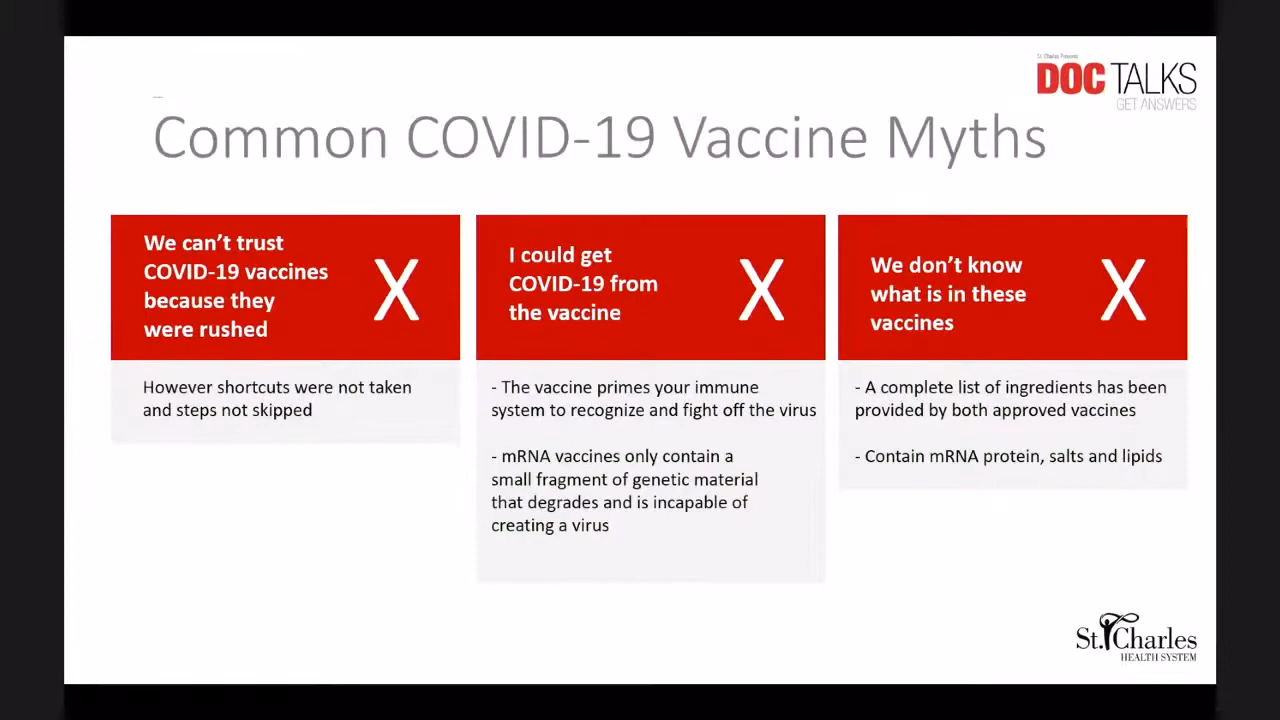 St. Charles Presents
DOC TALKS
GET ANSWERS
Common COVID-19 Vaccine Myths
We can't trust
COVID-19 vaccines
because they
were rushed
X
However shortcuts were not taken
and steps not skipped
I could get
COVID-19 from
the vaccine
X
- The vaccine primes your immune
system to recognize and fight off the virus
- mRNA vaccines only contain a
small fragment of genetic material
that degrades and is incapable of
creating a virus
We don't know
what is in these
vaccines
X
- A complete list of ingredients has been
provided by both approved vaccines
- Contain mRNA protein, salts and lipids
St. Charles
HEALTH SYSTEM